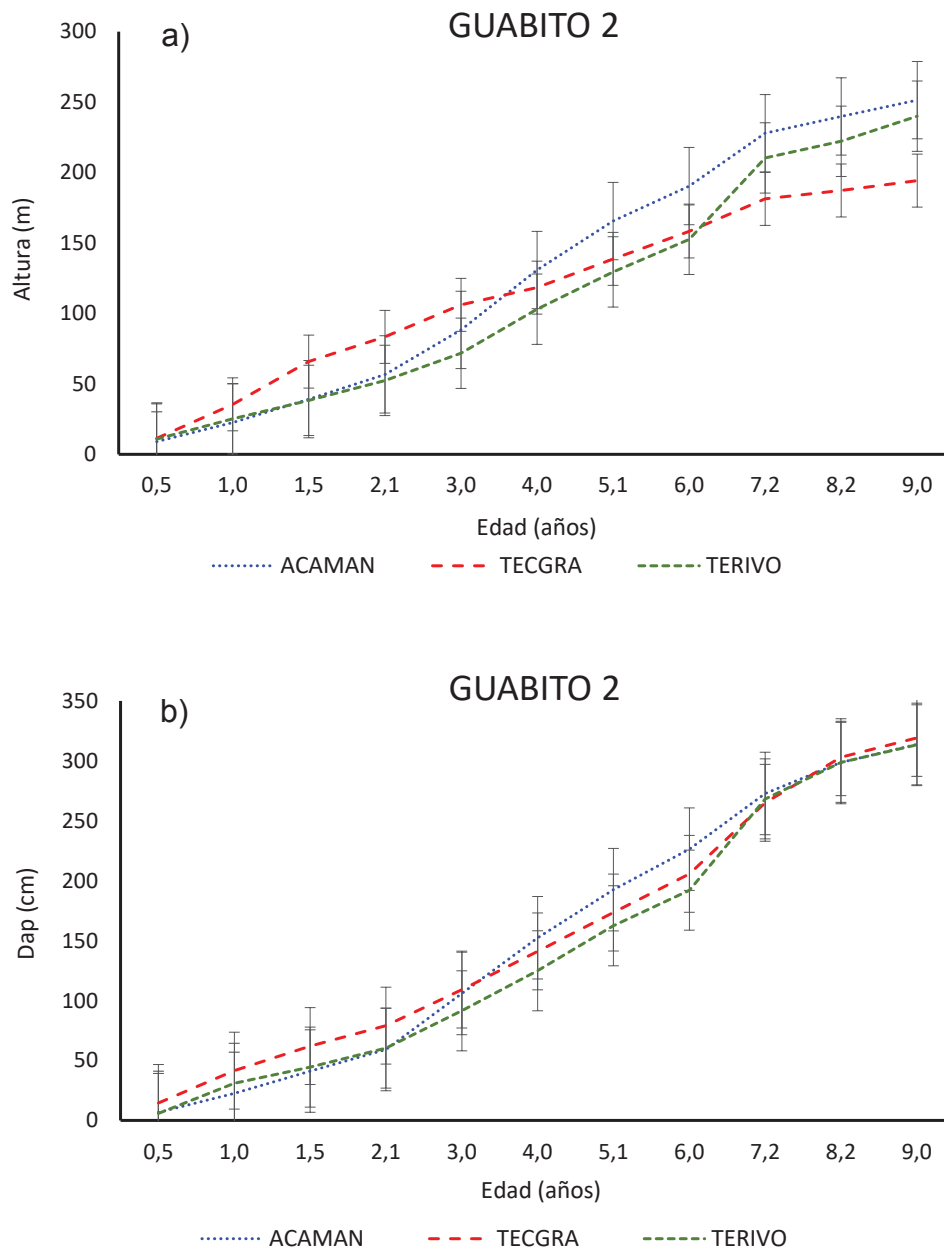 GUABITO 2
a)
300
250
200
150
100
50
0
Altura (m)
0,5 1,0 1,5 2,1 3,0 4,0 5,1 6,0 7,2 8,2 9,0
Edad (años)
ACAMAN TECGRA TERIVO
GUABITO 2
b)
350
300
250
200
150
100
50
0
Dap (cm)
0,5 1,0 1,5 2,1 3,0 4,0 5,1 6,0 7,2 8,2 9,0
Edad (años)
ACAMAN TECGRA TERIVO